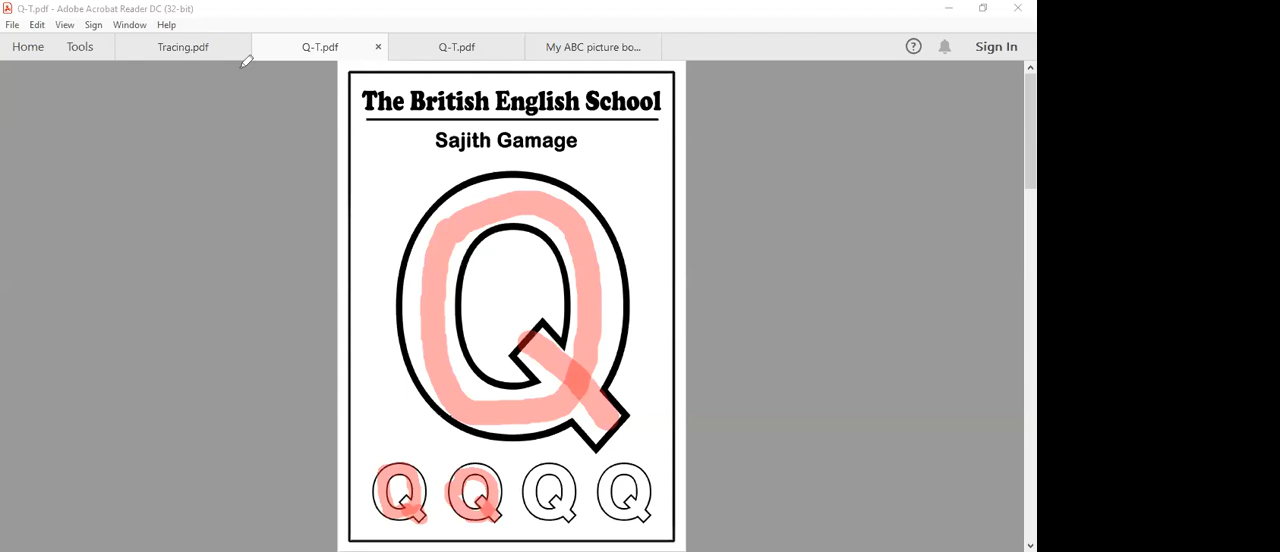 Q-T.pdf - Adobe Acrobat Reader DC (32-bit)
File Edit View Sign Window Help
Home Tools Tracing.pdf Q-T.pdf × Q-T.pdf My ABC picture bo... ? Sign In
The British English School
Sajith Gamage
Q
Q Q Q Q